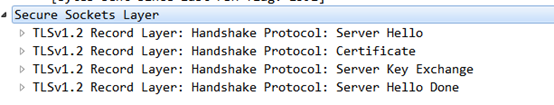 Secure Sockets Layer
TLSv1.2 Record Layer: Handshake Protocol: Server Hello
TLSv1.2 Record Layer: Handshake Protocol: Certificate
TLSv1.2 Record Layer: Handshake Protocol: Server Key Exchange
TLSv1.2 Record Layer: Handshake Protocol: Server Hello Done